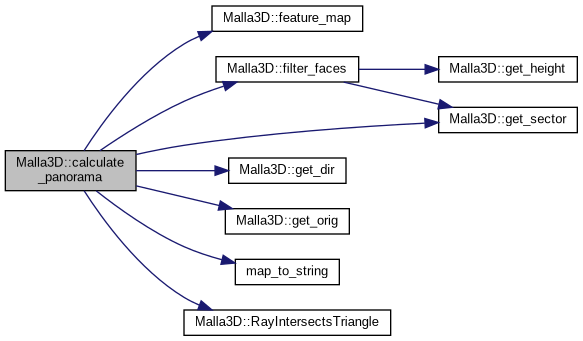 Malla3D::feature_map
Malla3D::filter_faces
Malla3D::get_height
Malla3D::get_sector
Malla3D::calculate
_panorama
Malla3D::get_dir
Malla3D::get_orig
map_to_string
Malla3D::RayIntersectsTriangle